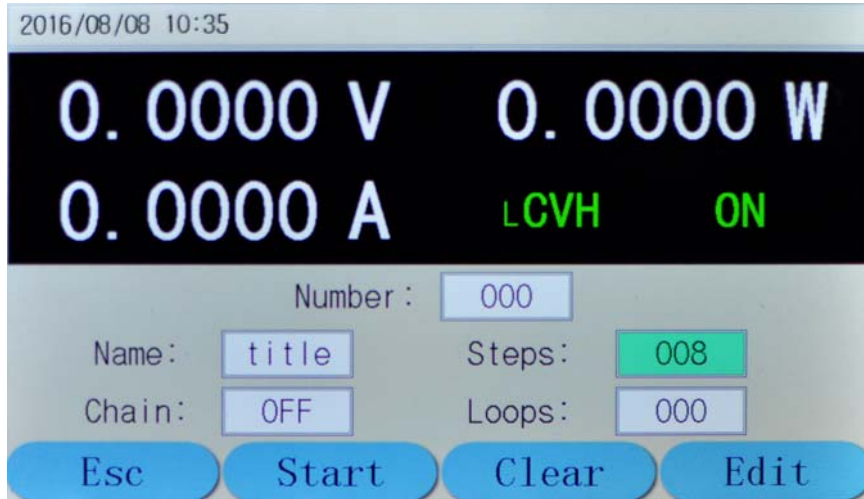 2016/08/08 10:35
0.0000 V 0.0000 W
0.0000 A LCVH ON
Number: 000
Name: title Steps: 008
Chain: OFF Loops: 000
Esc Start Clear Edit